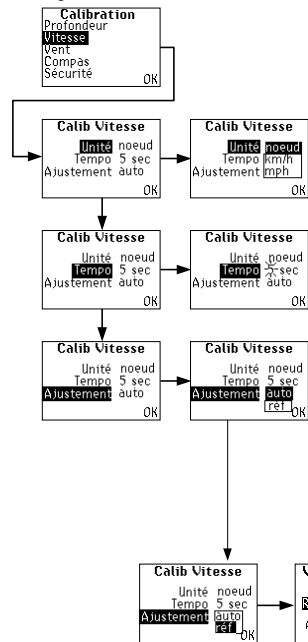 Calibration
Profondeur
Vitesse
Vent
Compas
Sécurité
OK
Calib Vitesse
Unité noeud
Tempo 5 sec
Ajustement auto
OK
Calib Vitesse
Unité noeud
Tempo km/h
Ajustement mph
OK
Calib Vitesse
Unité noeud
Tempo 5 sec
Ajustement auto
OK
Calib Vitesse
Unité noeud
Tempo sec
Ajustement auto
OK
Calib Vitesse
Unité noeud
Tempo 5 sec
Ajustement auto
OK
Calib Vitesse
Unité noeud
Tempo 5 sec
Ajustement auto
réf
OK
Calib Vitesse
Unité noeud
Tempo 5 sec
Ajustement auto
réf
OK